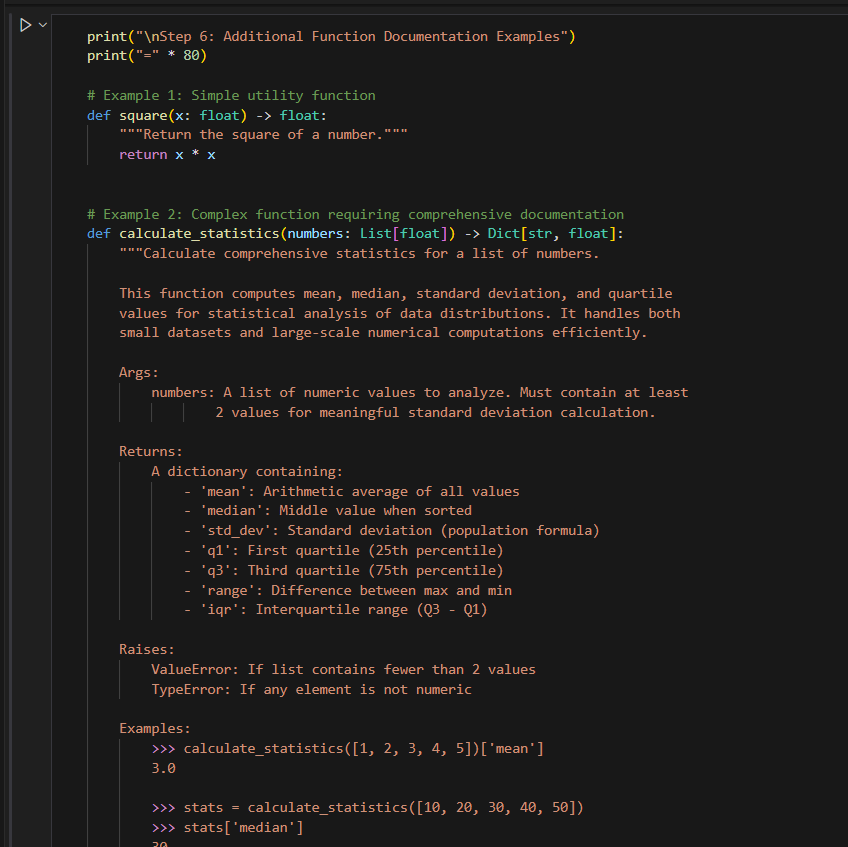 print("\nStep 6: Additional Function Documentation Examples")
print("=" * 80)
# Example 1: Simple utility function
def square(x: float) -> float:
"""Return the square of a number."""
return x * x
# Example 2: Complex function requiring comprehensive documentation
def calculate_statistics(numbers: List[float]) -> Dict[str, float]:
"""Calculate comprehensive statistics for a list of numbers.
This function computes mean, median, standard deviation, and quartile
values for statistical analysis of data distributions. It handles both
small datasets and large-scale numerical computations efficiently.
Args:
numbers: A list of numeric values to analyze. Must contain at least
2 values for meaningful standard deviation calculation.
Returns:
A dictionary containing:
- 'mean': Arithmetic average of all values
- 'median': Middle value when sorted
- 'std_dev': Standard deviation (population formula)
- 'q1': First quartile (25th percentile)
- 'q3': Third quartile (75th percentile)
- 'range': Difference between max and min
- 'iqr': Interquartile range (Q3 - Q1)
Raises:
ValueError: If list contains fewer than 2 values
TypeError: If any element is not numeric
Examples:
>>> calculate_statistics([1, 2, 3, 4, 5])['mean']
3.0
>>> stats = calculate_statistics([10, 20, 30, 40, 50])
>>> stats['median']